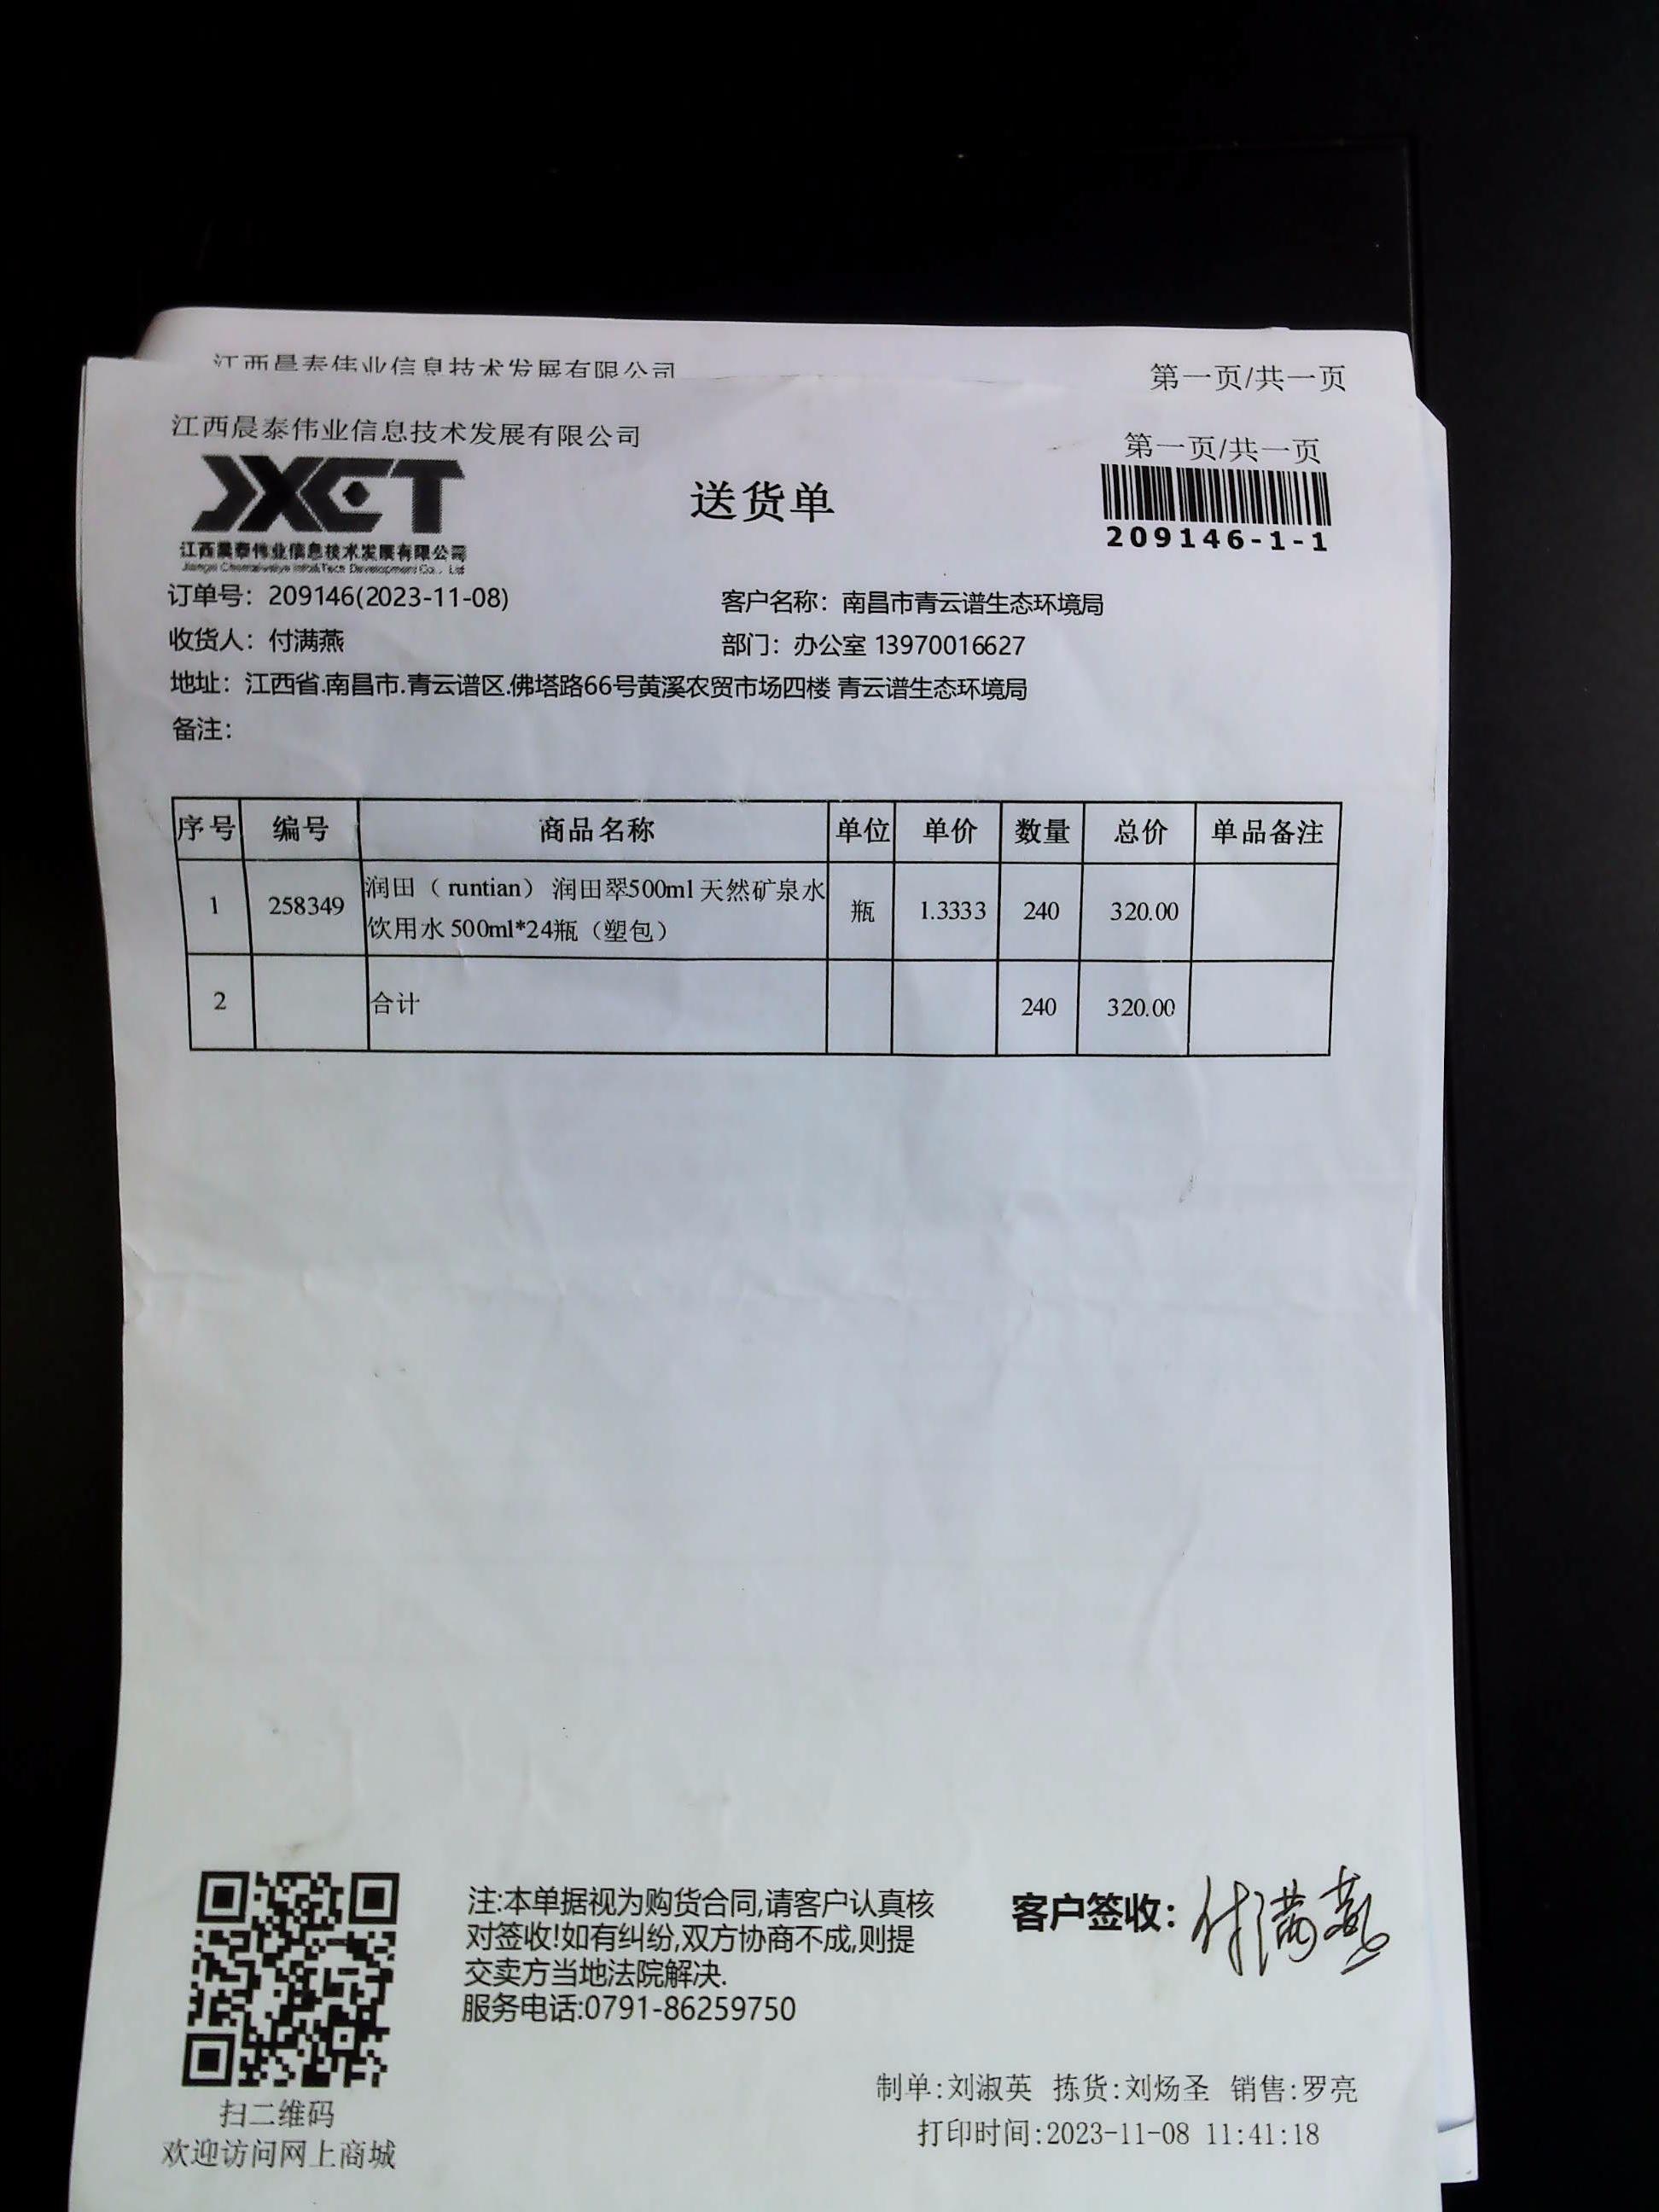 江西晨泰伟业信息技术发展有限公司
第一页/共一页
江西晨泰伟业信息技术发展有限公司
第一页/共一页
JXCT
送货单
209146-1-1
江西晨泰伟业信息技术发展有限公司
订单号：209146(2023-11-08)
客户名称：南昌市青云谱生态环境局
收货人：付满燕
部门：办公室 13970016627
地址：江西省.南昌市.青云谱区.佛塔路66号黄溪农贸市场四楼 青云谱生态环境局
备注：
序号 编号 商品名称 单位 单价 数量 总价 单品备注
1 258349 润田（runtian） 润田翠500ml 天然矿泉水 瓶 1.3333 240 320.00
饮用水 500ml*24瓶（塑包）
2 合计 240 320.00
注:本单据视为购货合同,请客户认真核
对签收!如有纠纷,双方协商不成,则提
交卖方当地法院解决.
服务电话:0791-86259750
客户签收：付满燕
扫二维码
欢迎访问网上商城
制单:刘淑英 拣货:刘炀圣 销售:罗亮
打印时间:2023-11-08 11:41:18